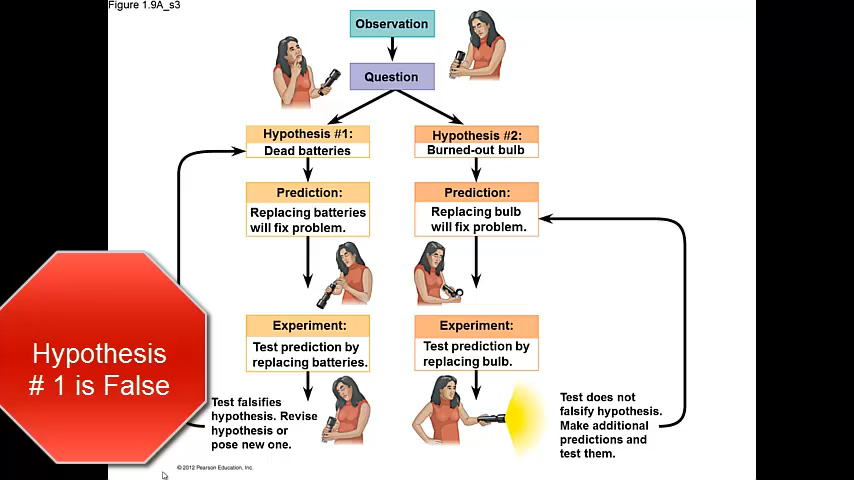 Figure 1.9A_s3
Observation
Question
Hypothesis #1:
Dead batteries
Hypothesis #2:
Burned-out bulb
Prediction:
Replacing batteries
will fix problem.
Prediction:
Replacing bulb
will fix problem.
Experiment:
Test prediction by
replacing batteries.
Experiment:
Test prediction by
replacing bulb.
Hypothesis
# 1 is False
Test falsifies
hypothesis. Revise
hypothesis or
pose new one.
Test does not
falsify hypothesis.
Make additional
predictions and
test them.
© 2012 Pearson Education, Inc.